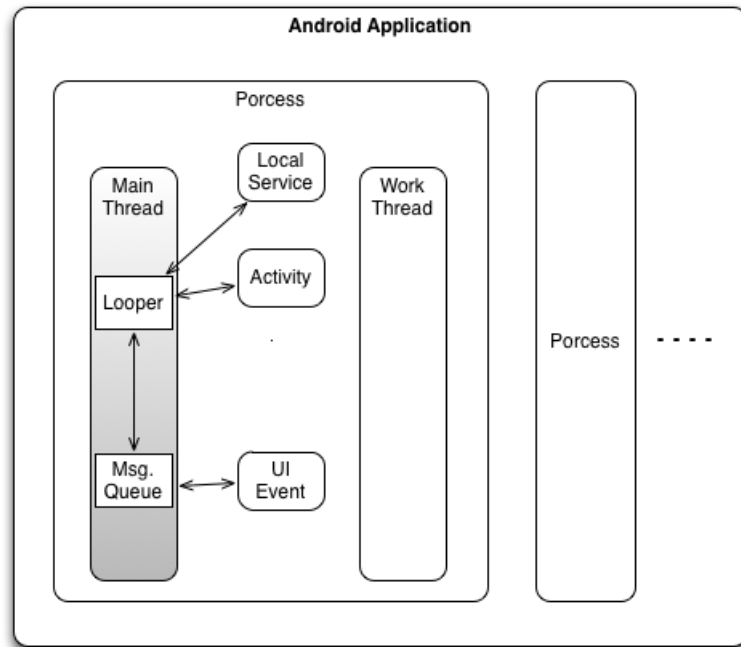 Android Application
Porcess
Main
Thread
Local
Service
Work
Thread
Looper
Activity
Porcess
- - - -
Msg.
Queue
UI
Event